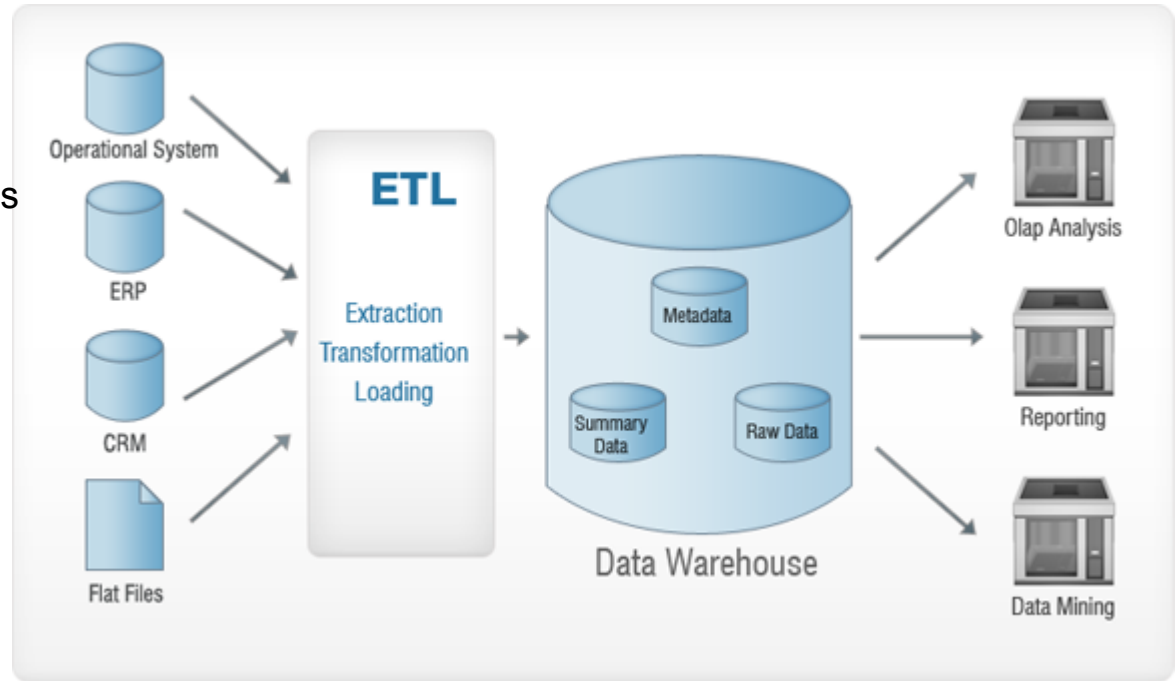 s
Operational System
ERP
CRM
Flat Files
ETL
Extraction
Transformation
Loading
Metadata
Summary
Data
Raw Data
Data Warehouse
Olap Analysis
Reporting
Data Mining